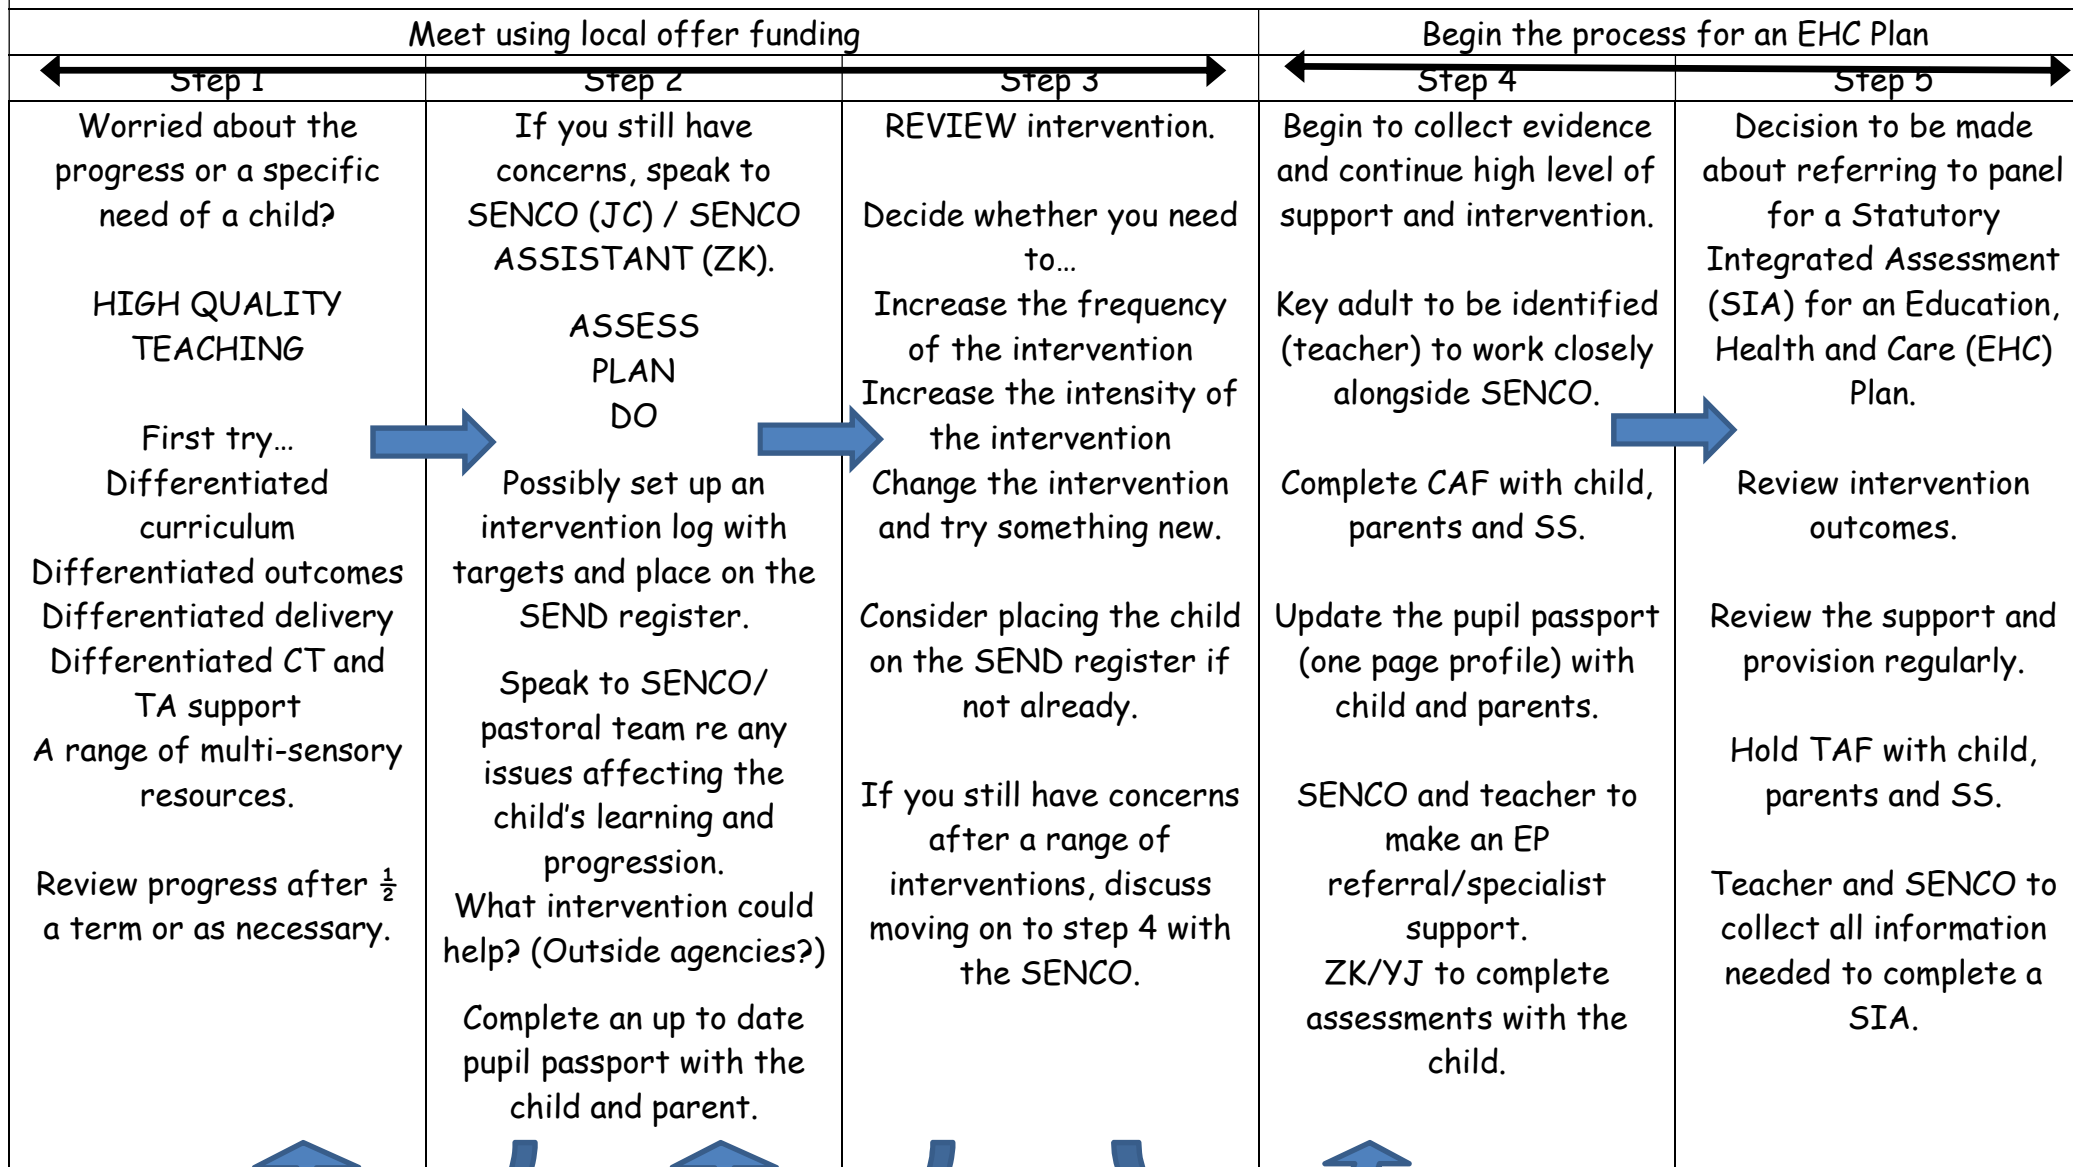 Meet using local offer funding
Begin the process for an EHC Plan
Step 1
Step 2
Step 3
Step 4
Step 5
Worried about the
progress or a specific
need of a child?
HIGH QUALITY
TEACHING
First try…
Differentiated
curriculum
Differentiated outcomes
Differentiated delivery
Differentiated CT and
TA support
A range of multi-sensory
resources.
Review progress after ½
a term or as necessary.
If you still have
concerns, speak to
SENCO (JC) / SENCO
ASSISTANT (ZK).
ASSESS
PLAN
DO
Possibly set up an
intervention log with
targets and place on the
SEND register.
Speak to SENCO/
pastoral team re any
issues affecting the
child’s learning and
progression.
What intervention could
help? (Outside agencies?)
Complete an up to date
pupil passport with the
child and parent.
REVIEW intervention.
Decide whether you need
to…
Increase the frequency
of the intervention
Increase the intensity of
the intervention
Change the intervention
and try something new.
Consider placing the child
on the SEND register if
not already.
If you still have concerns
after a range of
interventions, discuss
moving on to step 4 with
the SENCO.
Begin to collect evidence
and continue high level of
support and intervention.
Key adult to be identified
(teacher) to work closely
alongside SENCO.
Complete CAF with child,
parents and SS.
Update the pupil passport
(one page profile) with
child and parents.
SENCO and teacher to
make an EP
referral/specialist
support.
ZK/YJ to complete
assessments with the
child.
Decision to be made
about referring to panel
for a Statutory
Integrated Assessment
(SIA) for an Education,
Health and Care (EHC)
Plan.
Review intervention
outcomes.
Review the support and
provision regularly.
Hold TAF with child,
parents and SS.
Teacher and SENCO to
collect all information
needed to complete a
SIA.